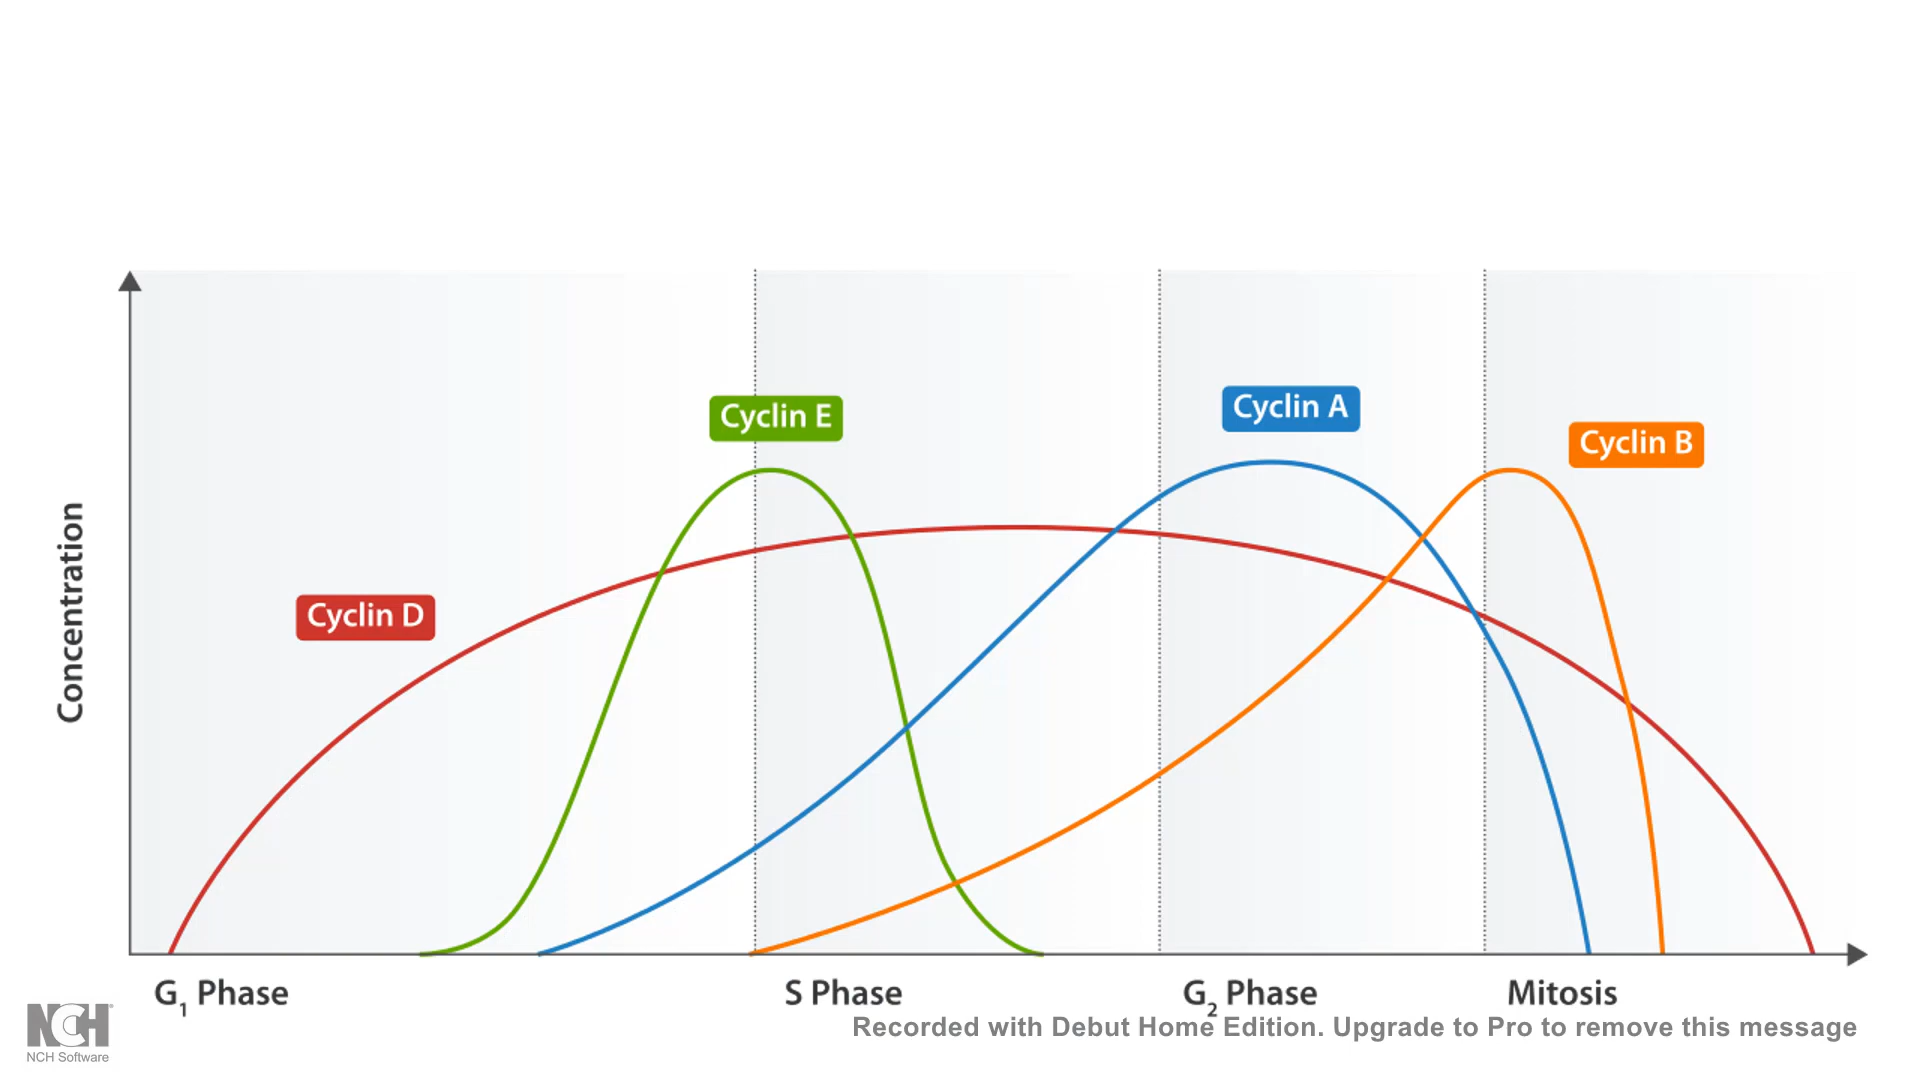 Cyclin E
Cyclin A
Cyclin B
Cyclin D
Concentration
G1 Phase
S Phase
G2 Phase
Mitosis
NCH
NCH Software
Recorded with Debut Home Edition. Upgrade to Pro to remove this message